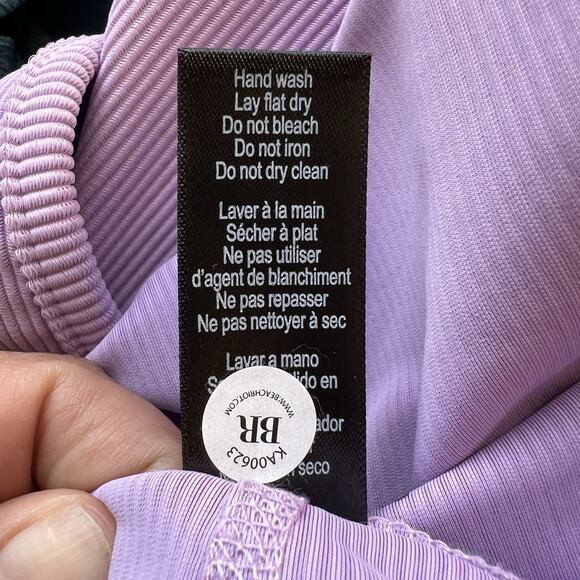 Hand wash
Lay flat dry
Do not bleach
Do not iron
Do not dry clean
Laver à la main
Sécher à plat
Ne pas utiliser
d'agent de blanchiment
Ne pas repasser
Ne pas nettoyer à sec
Lavar a mano
en
seco
WWW.BEACHRIOT.COM
BR
KA00623